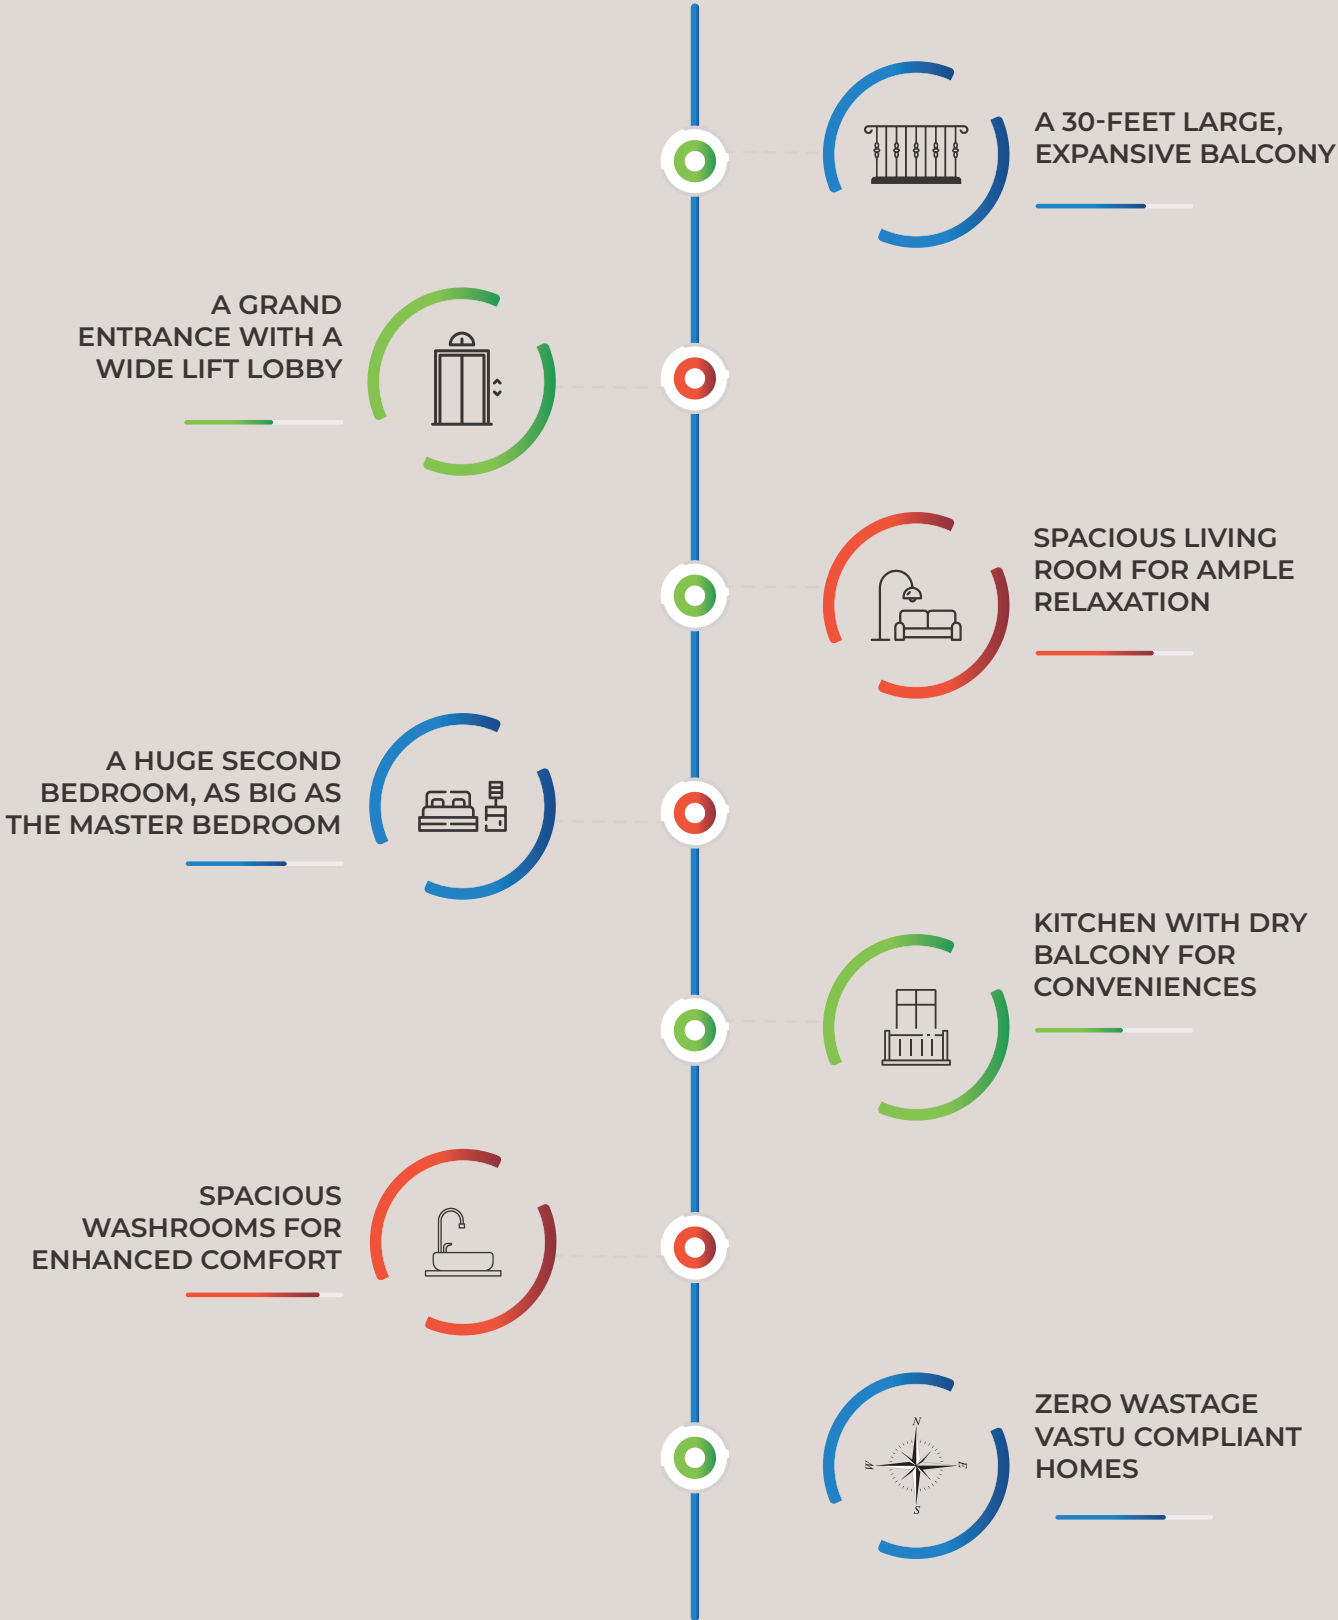 A 30-FEET LARGE,
EXPANSIVE BALCONY
A GRAND
ENTRANCE WITH A
WIDE LIFT LOBBY
SPACIOUS LIVING
ROOM FOR AMPLE
RELAXATION
A HUGE SECOND
BEDROOM, AS BIG AS
THE MASTER BEDROOM
KITCHEN WITH DRY
BALCONY FOR
CONVENIENCES
SPACIOUS
WASHROOMS FOR
ENHANCED COMFORT
ZERO WASTAGE
VASTU COMPLIANT
HOMES
N
W
E
S